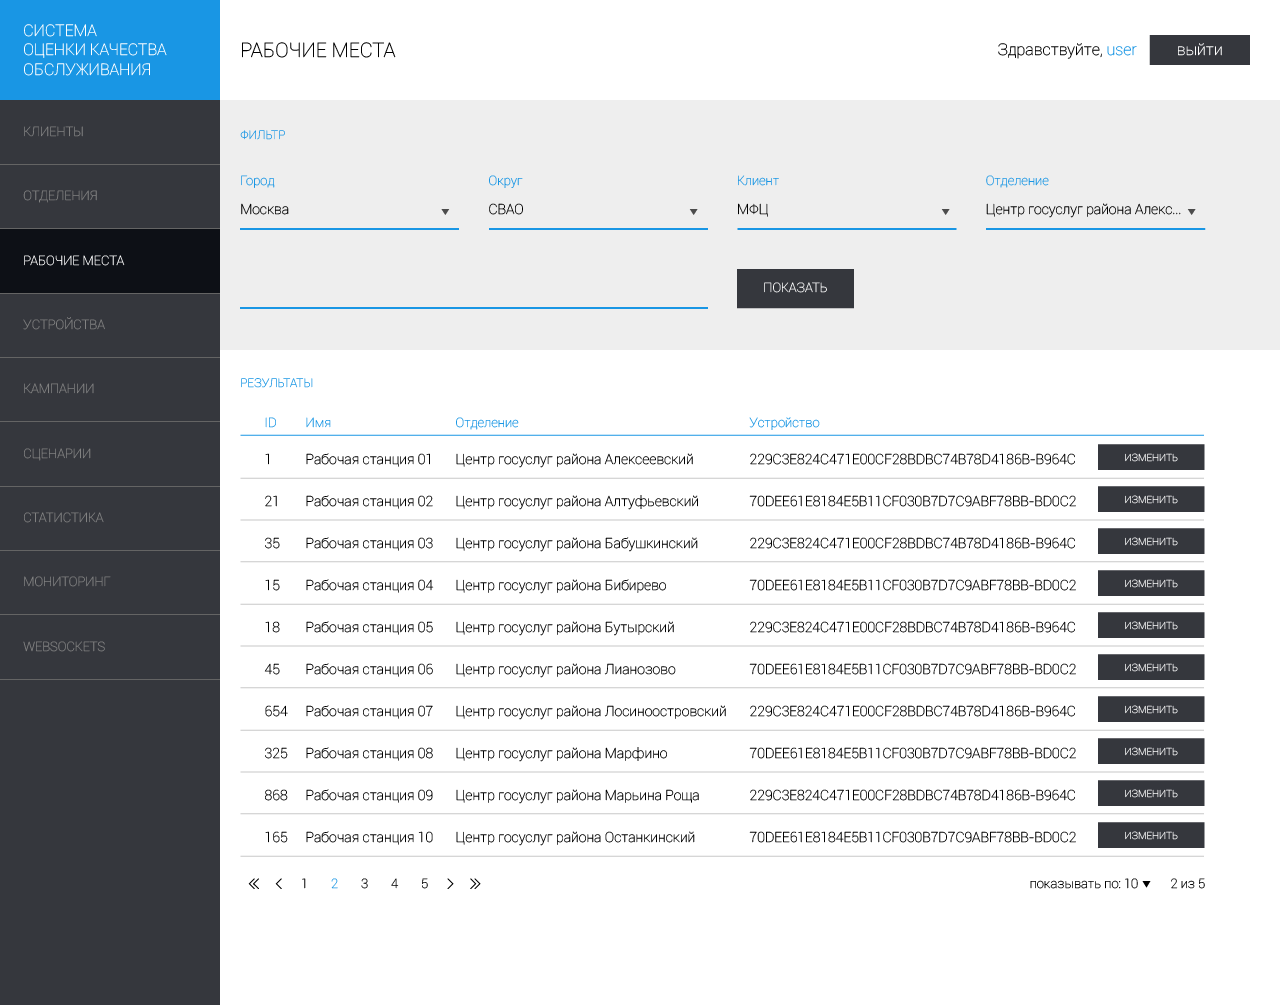 СИСТЕМА
ОЦЕНКИ КАЧЕСТВА
ОБСЛУЖИВАНИЯ
РАБОЧИЕ МЕСТА
Здравствуйте, user
ВЫЙТИ
КЛИЕНТЫ
ОТДЕЛЕНИЯ
РАБОЧИЕ МЕСТА
УСТРОЙСТВА
КАМПАНИИ
СЦЕНАРИИ
СТАТИСТИКА
МОНИТОРИНГ
WEBSOCKETS
ФИЛЬТР
Город Округ Клиент Отделение
Москва СВАО МФЦ Центр госуслуг района Алекс...
ПОКАЗАТЬ
РЕЗУЛЬТАТЫ
ID Имя Отделение Устройство
1 Рабочая станция 01 Центр госуслуг района Алексеевский 229C3E824C471E00CF28BDBC74B78D4186B-B964C ИЗМЕНИТЬ
21 Рабочая станция 02 Центр госуслуг района Алтуфьевский 70DEE61E8184E5B11CF030B7D7C9ABF78BB-BD0C2 ИЗМЕНИТЬ
35 Рабочая станция 03 Центр госуслуг района Бабушкинский 229C3E824C471E00CF28BDBC74B78D4186B-B964C ИЗМЕНИТЬ
15 Рабочая станция 04 Центр госуслуг района Бибирево 70DEE61E8184E5B11CF030B7D7C9ABF78BB-BD0C2 ИЗМЕНИТЬ
18 Рабочая станция 05 Центр госуслуг района Бутырский 229C3E824C471E00CF28BDBC74B78D4186B-B964C ИЗМЕНИТЬ
45 Рабочая станция 06 Центр госуслуг района Лианозово 70DEE61E8184E5B11CF030B7D7C9ABF78BB-BD0C2 ИЗМЕНИТЬ
654 Рабочая станция 07 Центр госуслуг района Лосиноостровский 229C3E824C471E00CF28BDBC74B78D4186B-B964C ИЗМЕНИТЬ
325 Рабочая станция 08 Центр госуслуг района Марфино 70DEE61E8184E5B11CF030B7D7C9ABF78BB-BD0C2 ИЗМЕНИТЬ
868 Рабочая станция 09 Центр госуслуг района Марьина Роща 229C3E824C471E00CF28BDBC74B78D4186B-B964C ИЗМЕНИТЬ
165 Рабочая станция 10 Центр госуслуг района Останкинский 70DEE61E8184E5B11CF030B7D7C9ABF78BB-BD0C2 ИЗМЕНИТЬ
1 2 3 4 5 показывать по: 10 2 из 5